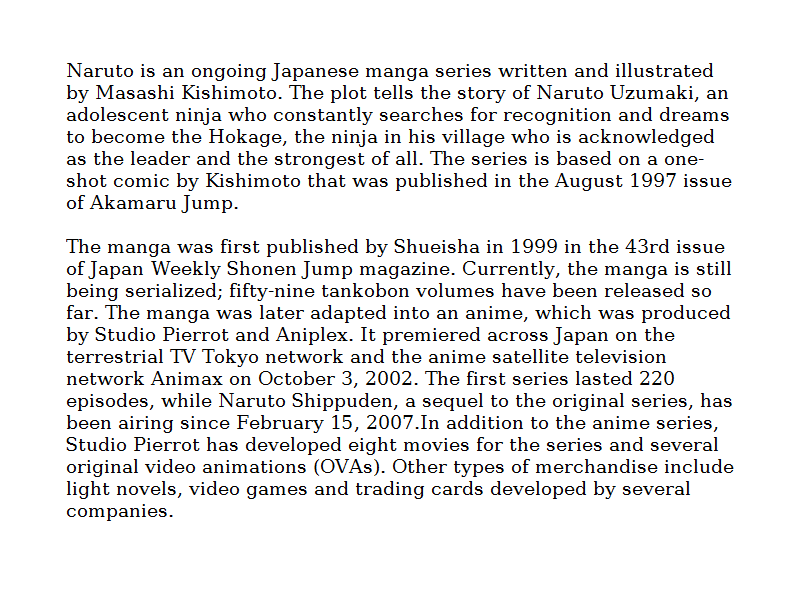 Naruto is an ongoing Japanese manga series written and illustrated
by Masashi Kishimoto. The plot tells the story of Naruto Uzumaki, an
adolescent ninja who constantly searches for recognition and dreams
to become the Hokage, the ninja in his village who is acknowledged
as the leader and the strongest of all. The series is based on a one-
shot comic by Kishimoto that was published in the August 1997 issue
of Akamaru Jump.

The manga was first published by Shueisha in 1999 in the 43rd issue
of Japan Weekly Shonen Jump magazine. Currently, the manga is still
being serialized; fifty-nine tankobon volumes have been released so
far. The manga was later adapted into an anime, which was produced
by Studio Pierrot and Aniplex. It premiered across Japan on the
terrestrial TV Tokyo network and the anime satellite television
network Animax on October 3, 2002. The first series lasted 220
episodes, while Naruto Shippuden, a sequel to the original series, has
been airing since February 15, 2007.In addition to the anime series,
Studio Pierrot has developed eight movies for the series and several
original video animations (OVAs). Other types of merchandise include
light novels, video games and trading cards developed by several
companies.